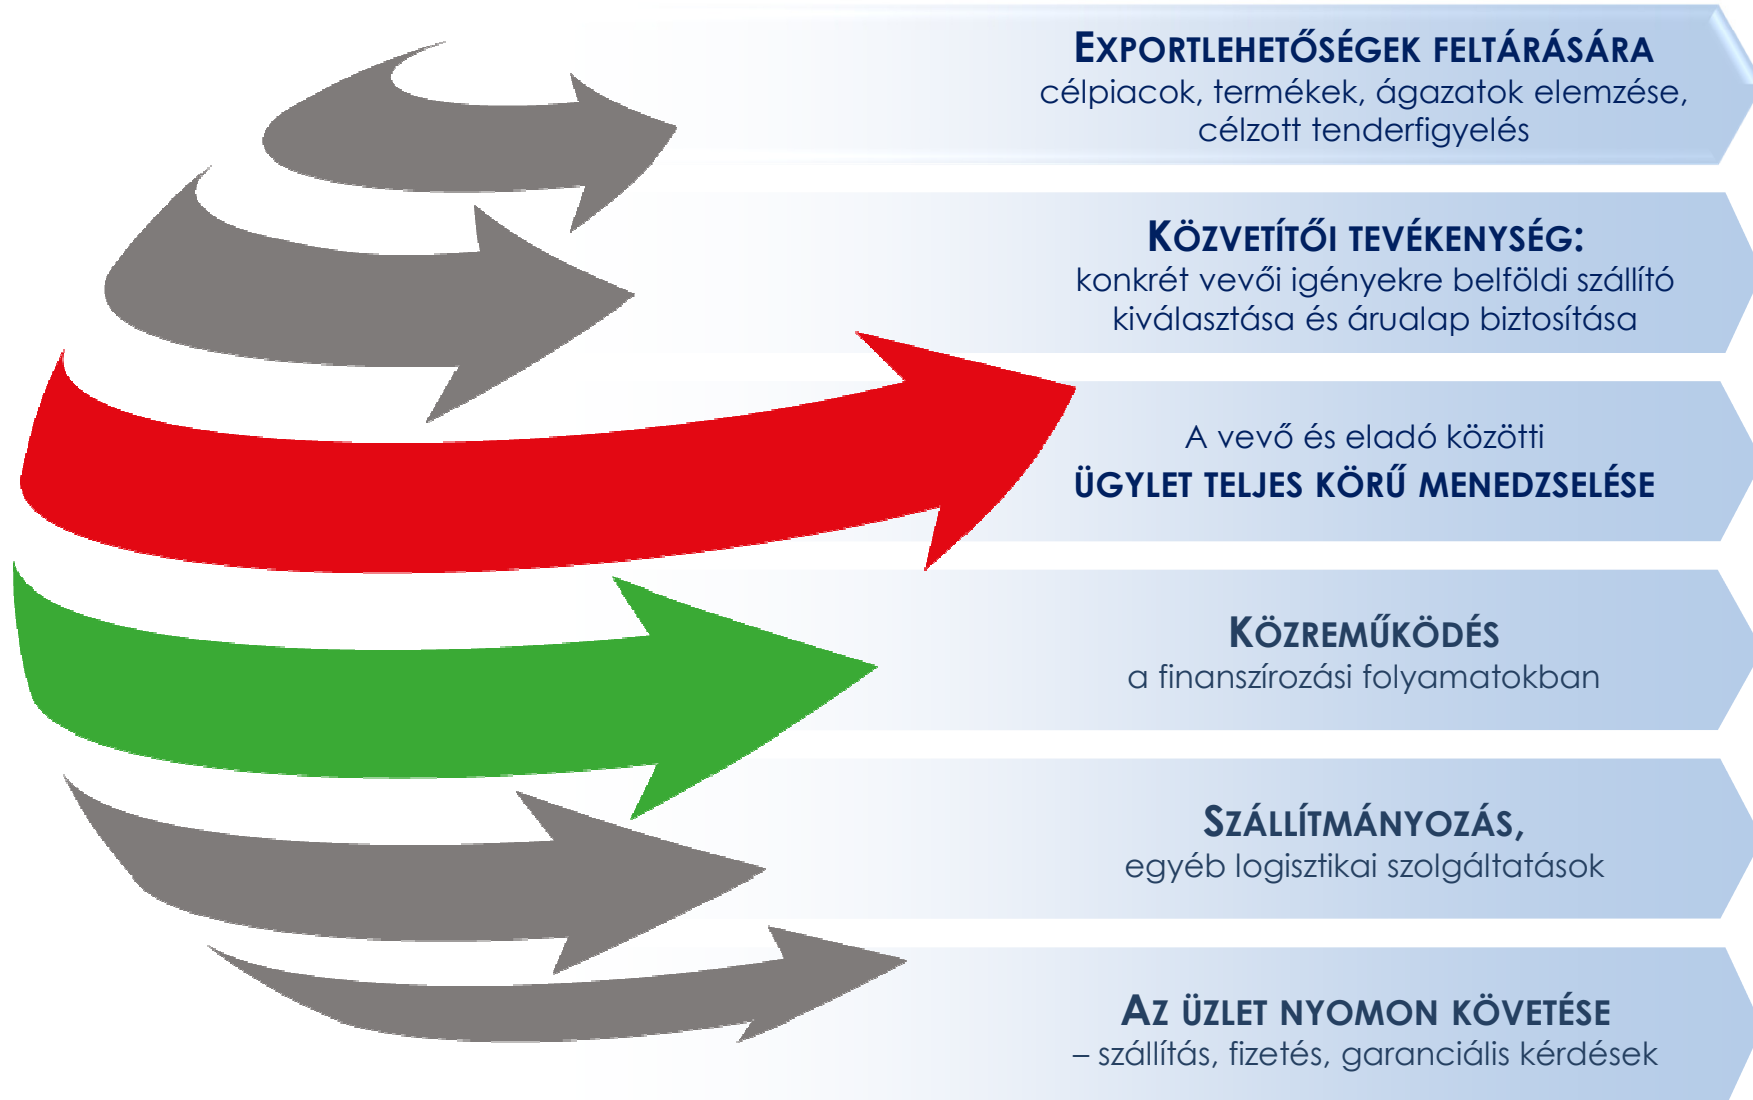 EXPORTLEHETŐSÉGEK FELTÁRÁSÁRA
célpiacok, termékek, ágazatok elemzése,
célzott tenderfigyelés
KÖZVETÍTŐI TEVÉKENYSÉG:
konkrét vevői igényekre belföldi szállító
kiválasztása és árualap biztosítása
A vevő és eladó közötti
ÜGYLET TELJES KÖRŰ MENEDZSELÉSE
KÖZREMŰKÖDÉS
a finanszírozási folyamatokban
SZÁLLÍTMÁNYOZÁS,
egyéb logisztikai szolgáltatások
AZ ÜZLET NYOMON KÖVETÉSE
– szállítás, fizetés, garanciális kérdések